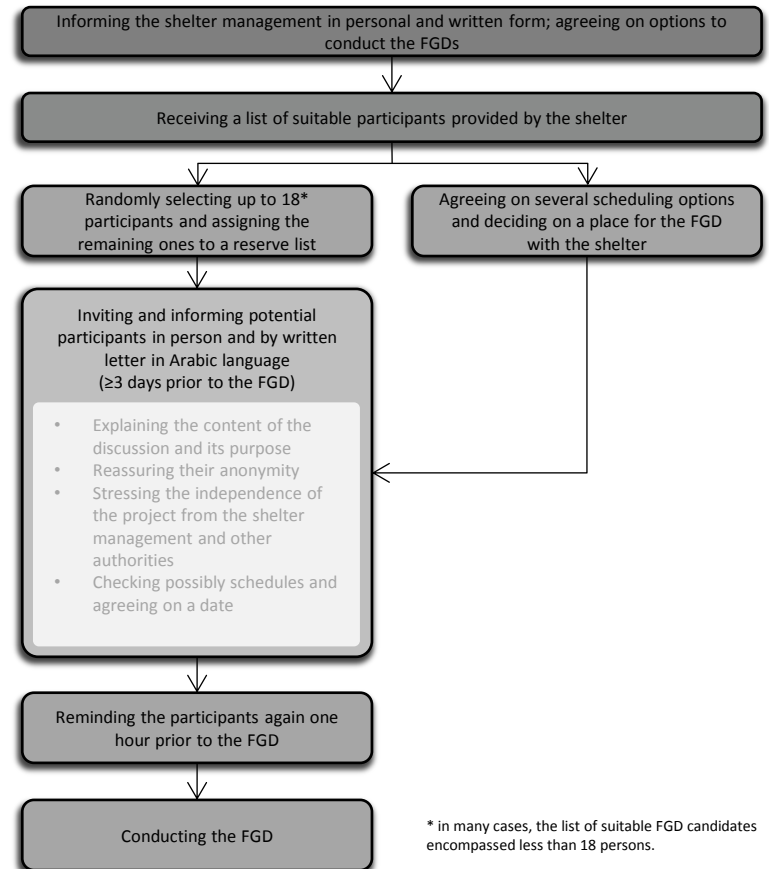 Informing the shelter management in personal and written form; agreeing on options to
conduct the FGDs
Receiving a list of suitable participants provided by the shelter
Randomly selecting up to 18*
participants and assigning the
remaining ones to a reserve list
Agreeing on several scheduling options
and deciding on a place for the FGD
with the shelter
Inviting and informing potential
participants in person and by written
letter in Arabic language
(≥3 days prior to the FGD)
• Explaining the content of the
discussion and its purpose
• Reassuring their anonymity
• Stressing the independence of
the project from the shelter
management and other
authorities
• Checking possibly schedules and
agreeing on a date
Reminding the participants again one
hour prior to the FGD
Conducting the FGD
* in many cases, the list of suitable FGD candidates
encompassed less than 18 persons.